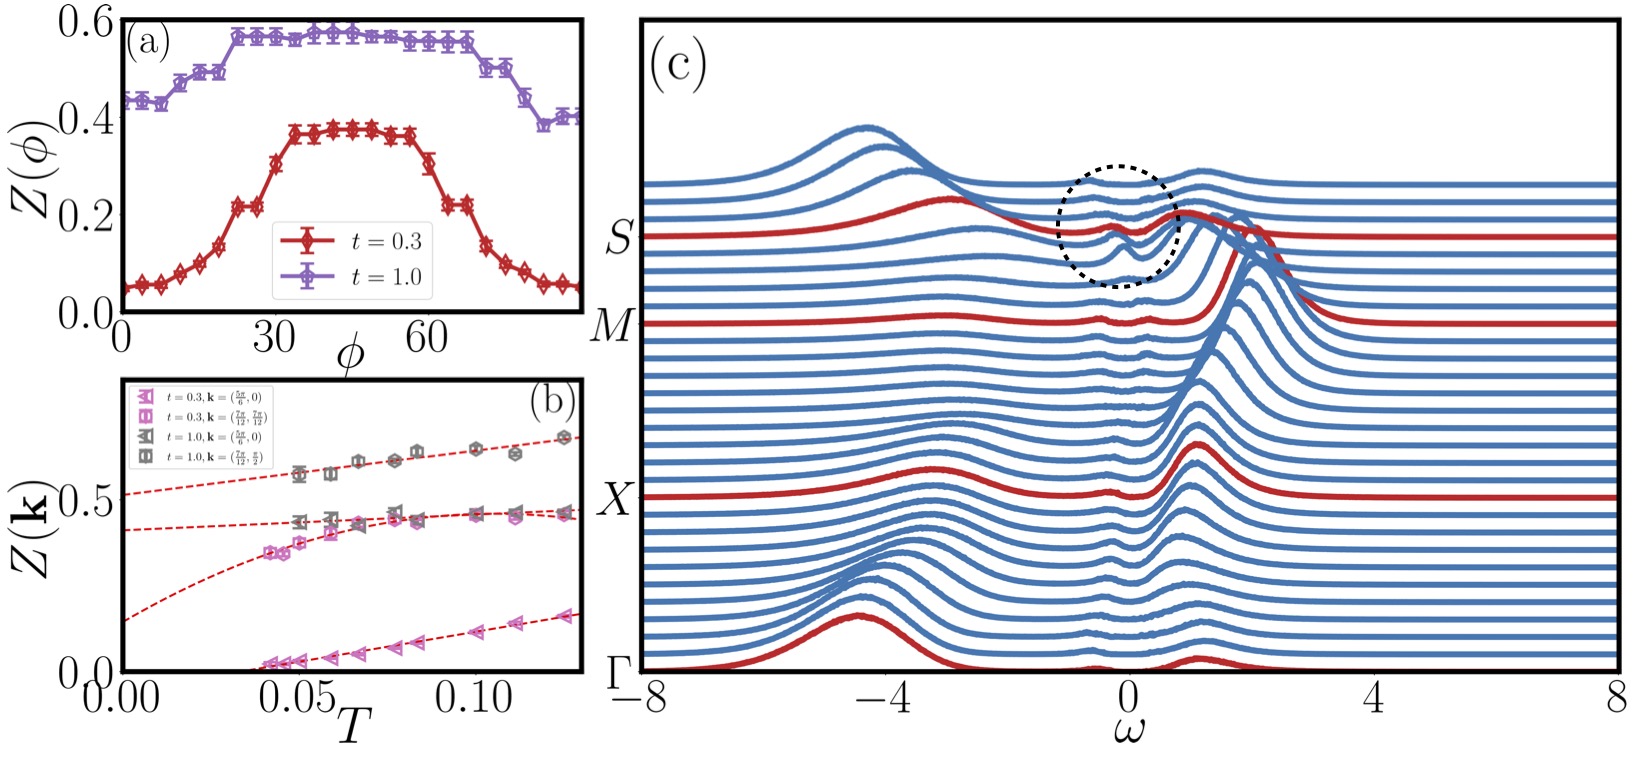 0.6
(a)
0.4
Z(ϕ)
0.2
t = 0.3
t = 1.0
0.0
0
30
ϕ
60
t = 0.3, k = (5π/6, 0)
t = 0.3, k = (7π/12, 7π/12)
t = 1.0, k = (5π/6, 0)
t = 1.0, k = (7π/12, π/2)
(b)
Z(k)
0.5
0.0
0.00
0.05
T
0.10
(c)
S
M
X
Γ
−8
−4
0
4
8
ω